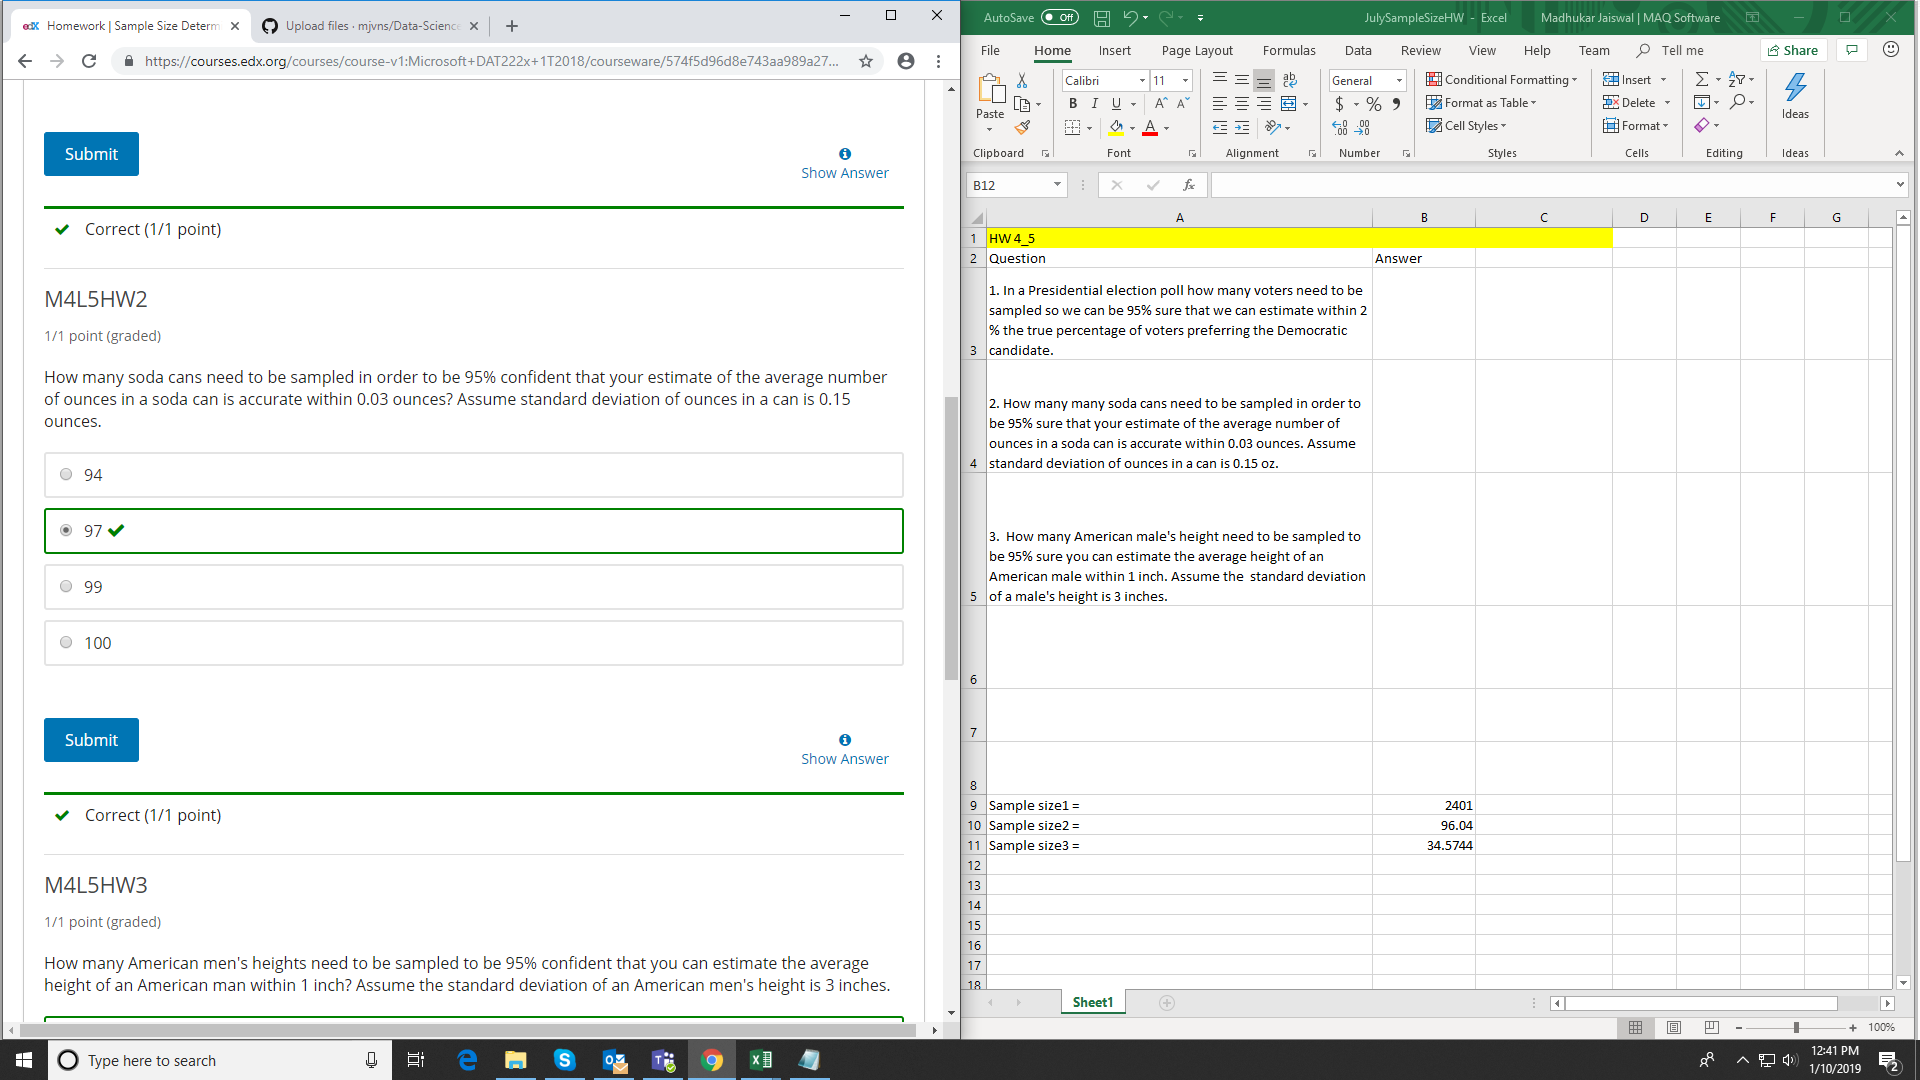 edX Homework | Sample Size Determ
Upload files · mjvns/Data-Science
https://courses.edx.org/courses/course-v1:Microsoft+DAT222x+1T2018/courseware/574f5d96d8e743aa989a27...
Submit
Show Answer
Correct (1/1 point)
M4L5HW2
1/1 point (graded)
How many soda cans need to be sampled in order to be 95% confident that your estimate of the average number
of ounces in a soda can is accurate within 0.03 ounces? Assume standard deviation of ounces in a can is 0.15
ounces.
94
97
99
100
Submit
Show Answer
Correct (1/1 point)
M4L5HW3
1/1 point (graded)
How many American men's heights need to be sampled to be 95% confident that you can estimate the average
height of an American man within 1 inch? Assume the standard deviation of an American men's height is 3 inches.
AutoSave Off
JulySampleSizeHW - Excel
Madhukar Jaiswal | MAQ Software
File Home Insert Page Layout Formulas Data Review View Help Team Tell me Share
Paste
Calibri 11
B I U
General
$ % 9
Conditional Formatting
Format as Table
Cell Styles
Insert
Delete
Format
Ideas
Clipboard Font Alignment Number Styles Cells Editing Ideas
B12
fx
A B C D E F G
1 HW 4_5
2 Question Answer
1. In a Presidential election poll how many voters need to be
sampled so we can be 95% sure that we can estimate within 2
% the true percentage of voters preferring the Democratic
3 candidate.
2. How many many soda cans need to be sampled in order to
be 95% sure that your estimate of the average number of
ounces in a soda can is accurate within 0.03 ounces. Assume
4 standard deviation of ounces in a can is 0.15 oz.
3. How many American male's height need to be sampled to
be 95% sure you can estimate the average height of an
American male within 1 inch. Assume the standard deviation
5 of a male's height is 3 inches.
6
7
8
9 Sample size1 = 2401
10 Sample size2 = 96.04
11 Sample size3 = 34.5744
12
13
14
15
16
17
18
Sheet1
100%
Type here to search
12:41 PM
1/10/2019
2